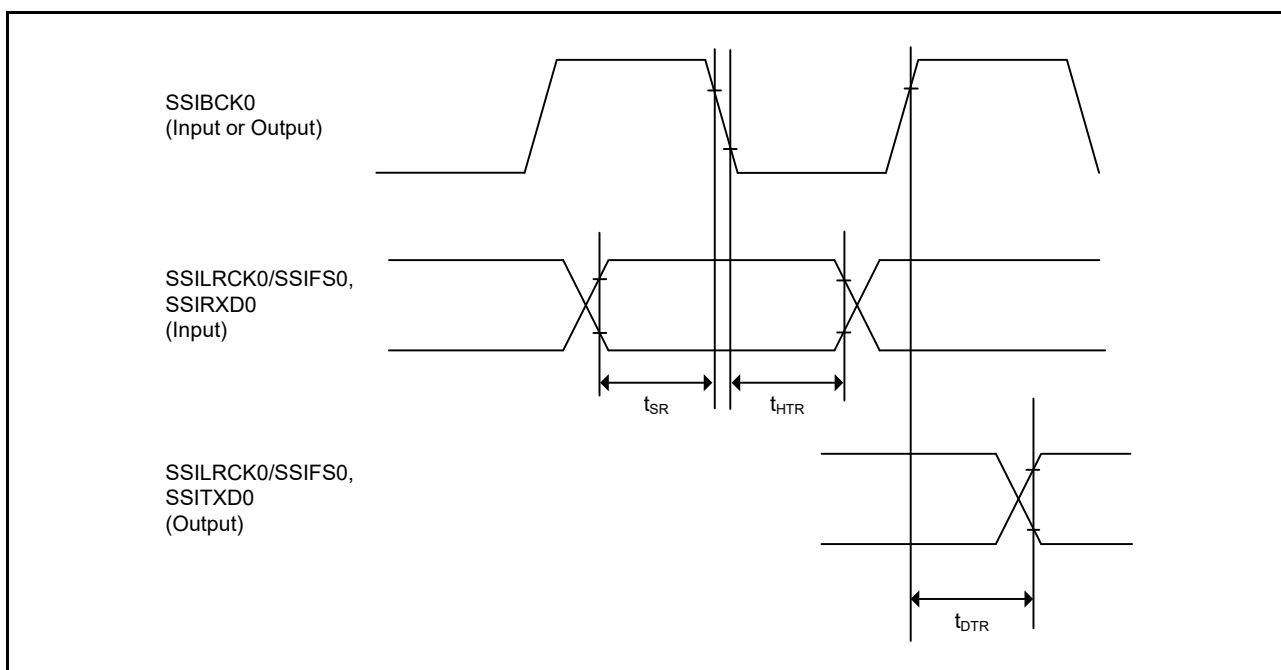 SSIBCK0
(Input or Output)
SSILRCK0/SSIFS0,
SSIRXD0
(Input)
tSR
tHTR
SSILRCK0/SSIFS0,
SSITXD0
(Output)
tDTR